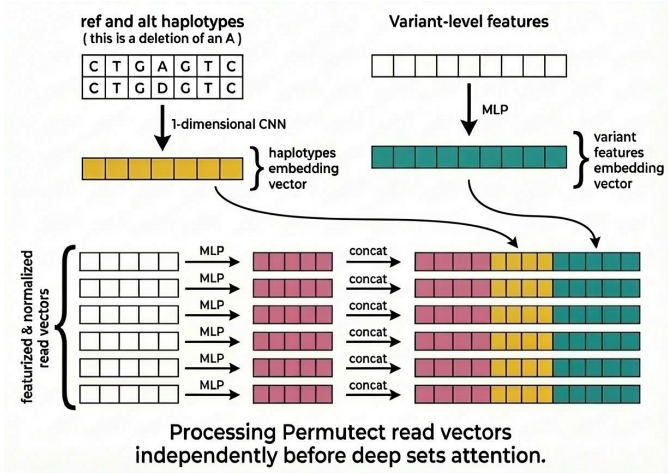 ref and alt haplotypes
( this is a deletion of an A )
C T G A G T C
C T G D G T C
1-dimensional CNN
haplotypes
embedding
vector
Variant-level features
MLP
variant
features
embedding
vector
featurized & normalized
read vectors
MLP
concat
MLP
concat
MLP
concat
MLP
concat
MLP
concat
MLP
concat
Processing Permutect read vectors
independently before deep sets attention.